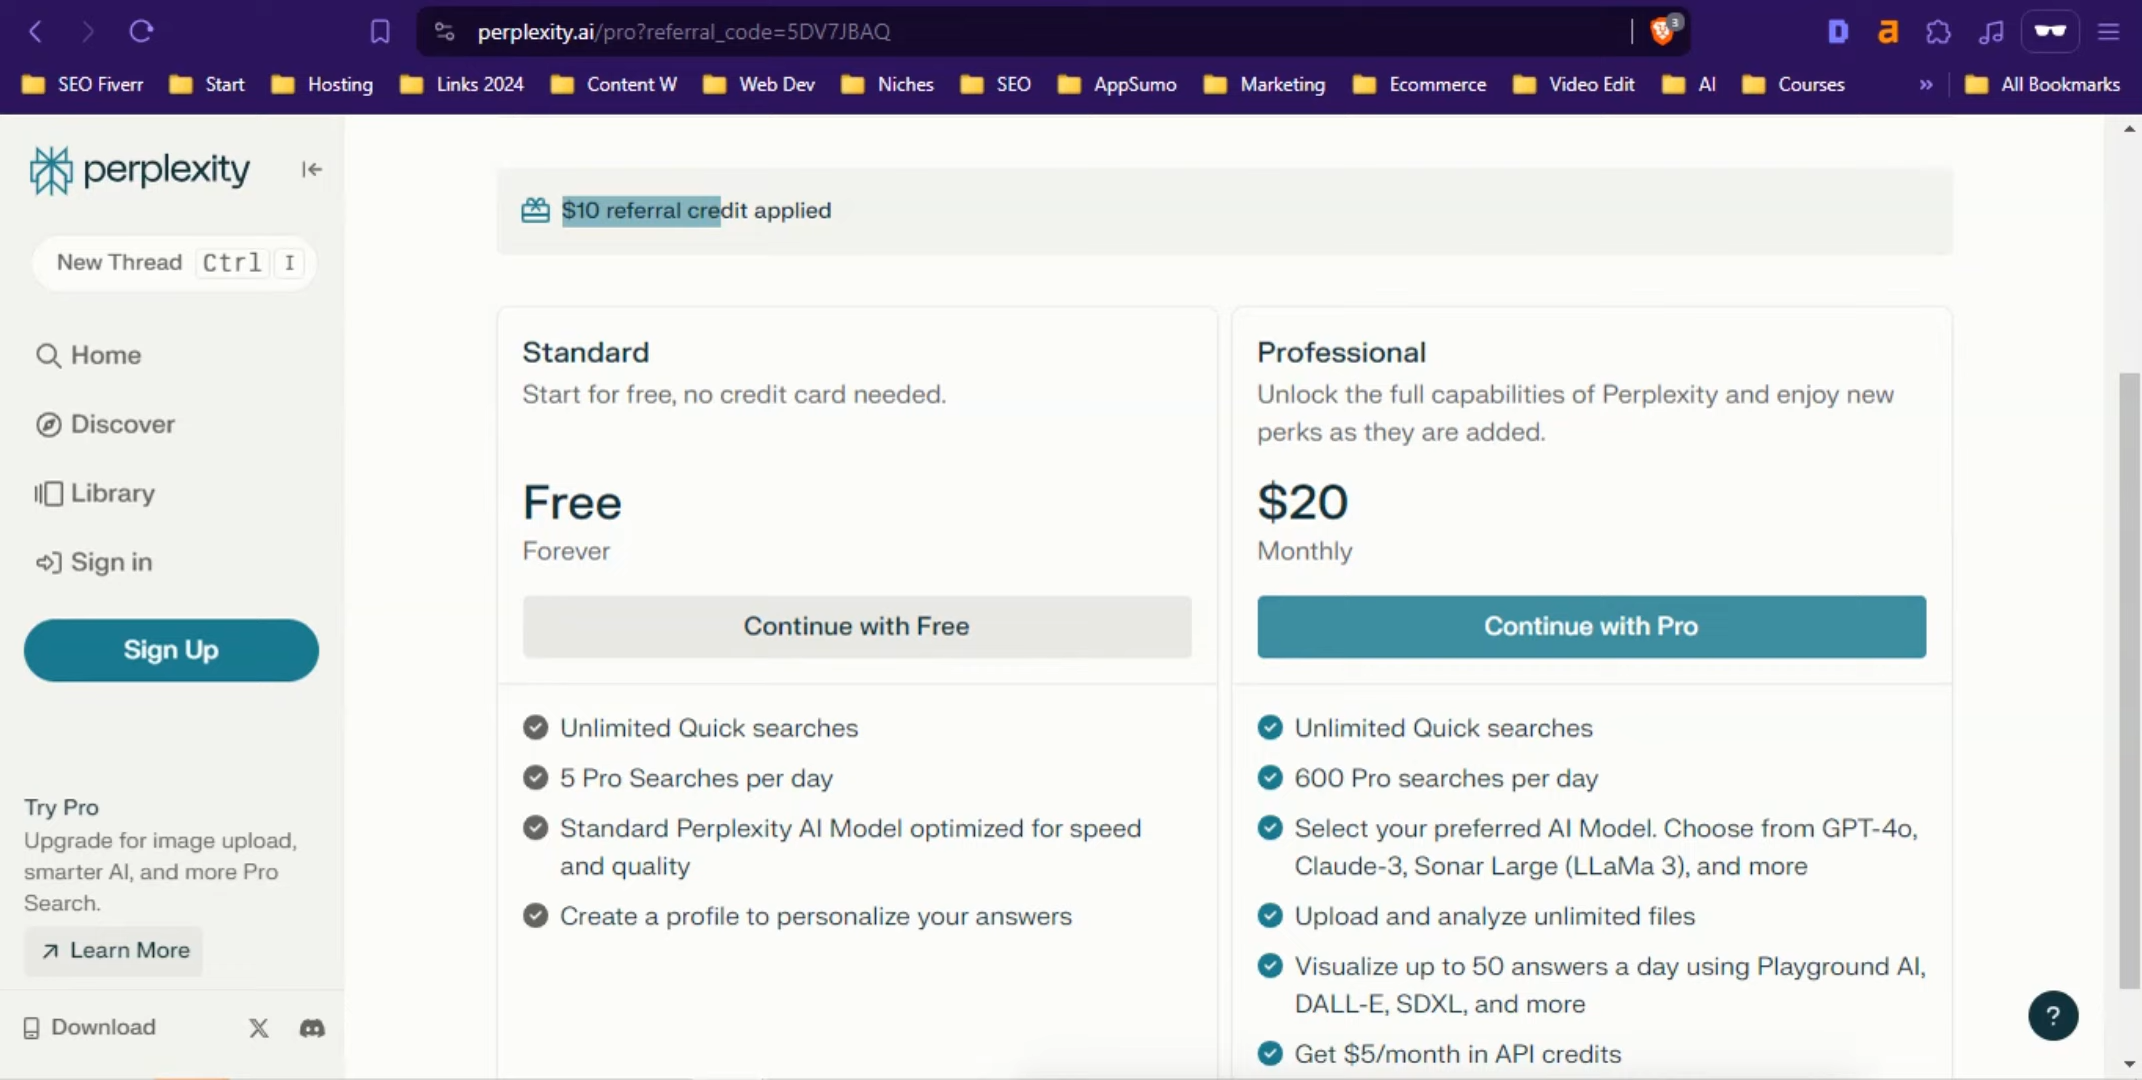 perplexity.ai/pro?referral_code=5DV7JBAQ
3
D
a
SEO Fiverr
Start
Hosting
Links 2024
Content W
Web Dev
Niches
SEO
AppSumo
Marketing
Ecommerce
Video Edit
AI
Courses
»
All Bookmarks
perplexity
New Thread Ctrl I
Home
Discover
Library
Sign in
Sign Up
Try Pro
Upgrade for image upload,
smarter AI, and more Pro
Search.
Learn More
Download
$10 referral credit applied
Standard
Start for free, no credit card needed.
Free
Forever
Continue with Free
Unlimited Quick searches
5 Pro Searches per day
Standard Perplexity AI Model optimized for speed
and quality
Create a profile to personalize your answers
Professional
Unlock the full capabilities of Perplexity and enjoy new
perks as they are added.
$20
Monthly
Continue with Pro
Unlimited Quick searches
600 Pro searches per day
Select your preferred AI Model. Choose from GPT-4o,
Claude-3, Sonar Large (LLaMa 3), and more
Upload and analyze unlimited files
Visualize up to 50 answers a day using Playground AI,
DALL-E, SDXL, and more
Get $5/month in API credits
?